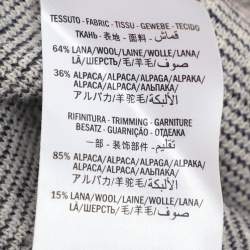 TESSUTO - FABRIC - TISSU - GEWEBE - TECIDO
ТКАНЬ - 表 地 - 面料 - قماش
64% LANA/WOOL/LAINE/WOLLE/LANA/
LÃ/ШЕРСТЬ/毛/羊毛/صوف
36% ALPACA/ALPACA/ALPAGA/ALPAKA/
ALPACA/ALPACA/АЛЬПАКА/
アルパカ/羊驼毛/الألبكة
RIFINITURA - TRIMMING - GARNITURE
BESATZ - GUARNIÇÃO - ОТДЕЛКА
一部 - 装饰部件 - تقليم
85% ALPACA/ALPACA/ALPAGA/ALPAKA/
ALPACA/ALPACA/АЛЬПАКА/
アルパカ/羊驼毛/الألبكة
15% LANA/WOOL/LAINE/WOLLE/LANA/
LÃ/ШЕРСТЬ/毛/羊毛/صوف